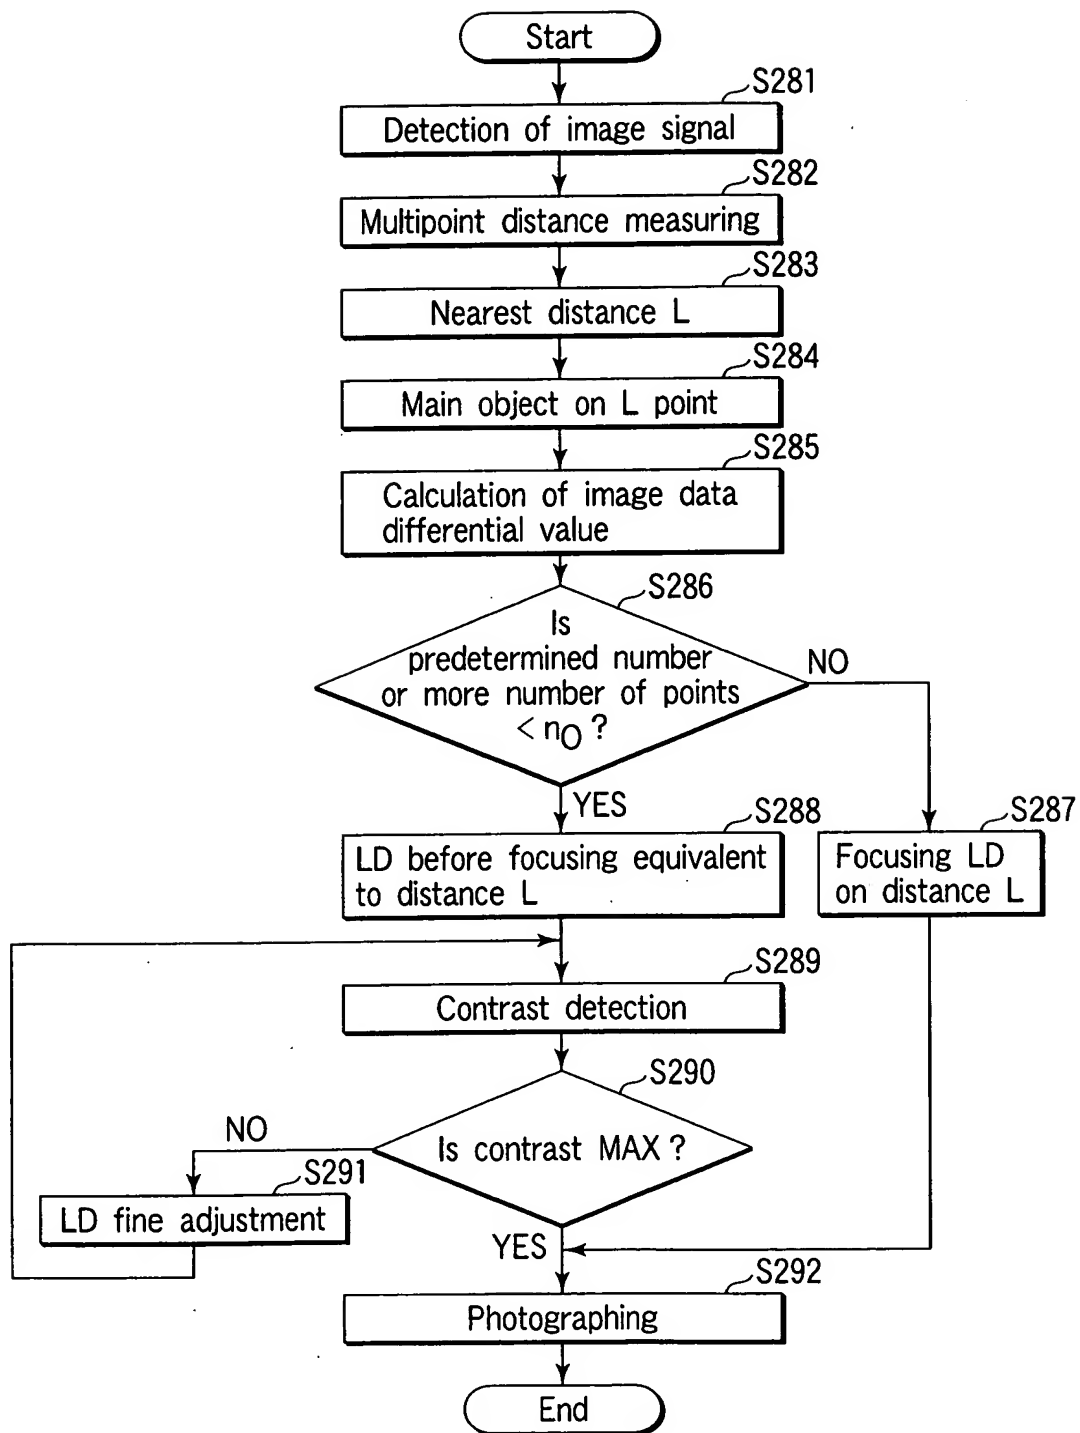 Start
S281
Detection of image signal
S282
Multipoint distance measuring
S283
Nearest distance L
S284
Main object on L point
S285
Calculation of image data
differential value
S286
Is
predetermined number
or more number of points
< n0 ?
NO
YES
S288
LD before focusing equivalent
to distance L
S287
Focusing LD
on distance L
S289
Contrast detection
S290
Is contrast MAX ?
NO
S291
LD fine adjustment
YES
S292
Photographing
End